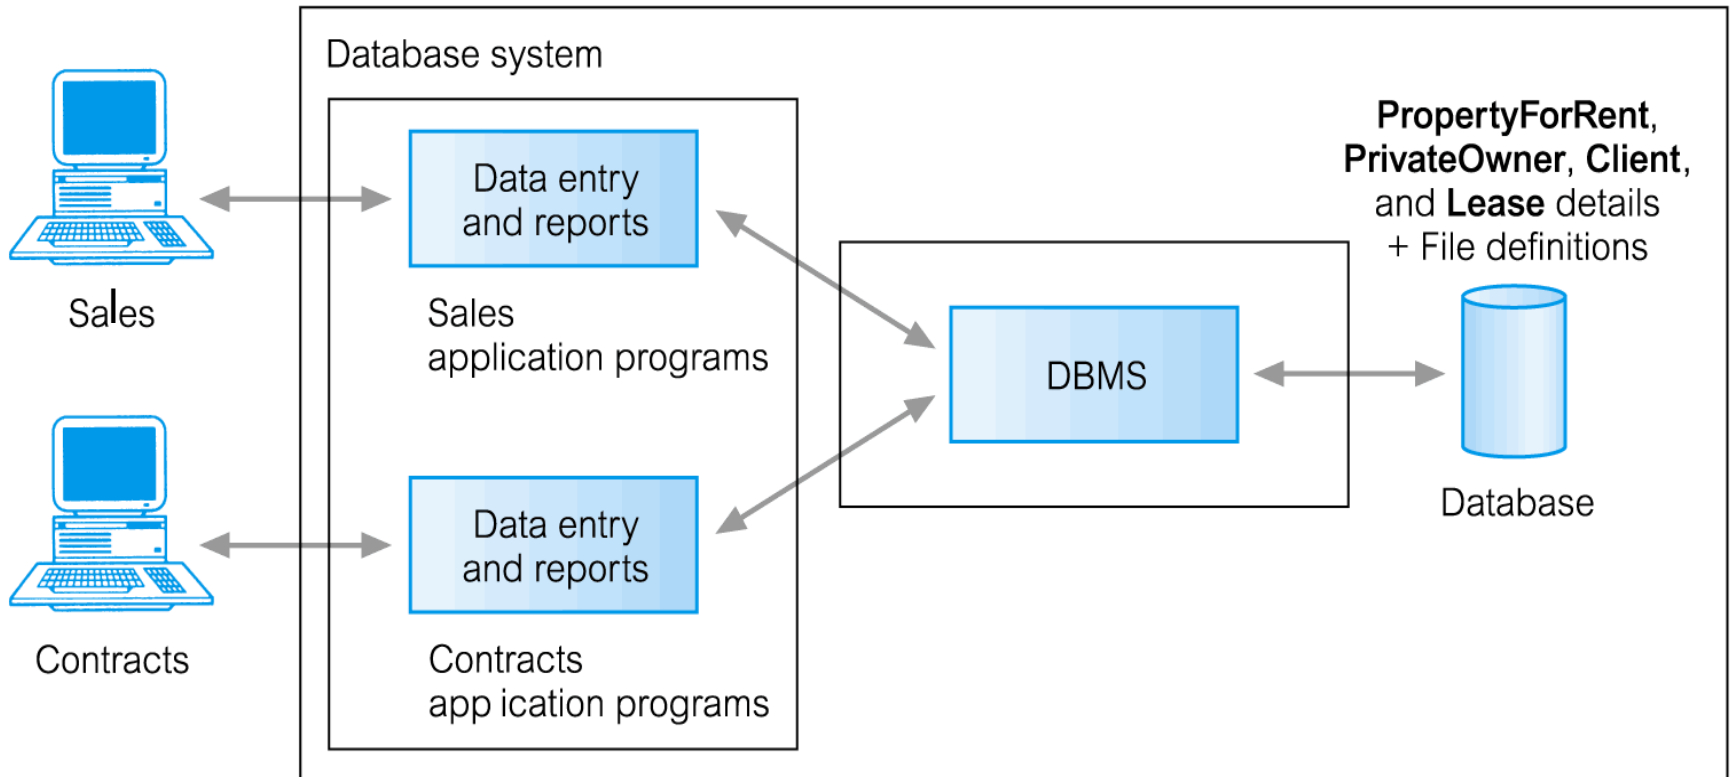 Database system
Sales
Data entry
and reports
Sales
application programs
Contracts
Data entry
and reports
Contracts
app ication programs
DBMS
PropertyForRent,
PrivateOwner, Client,
and Lease details
+ File definitions
Database